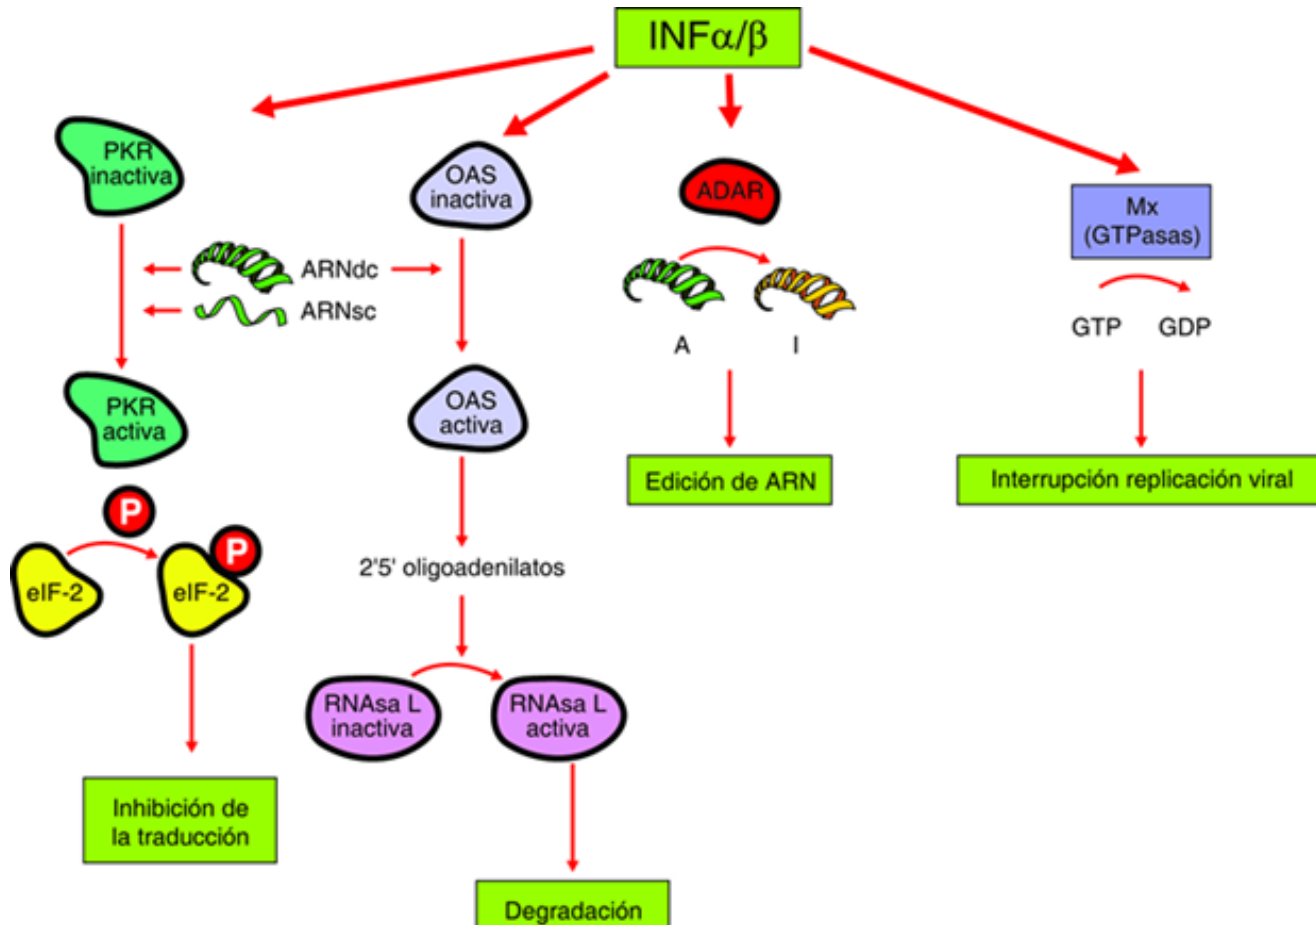 INFα/β
PKR
inactiva
OAS
inactiva
ADAR
Mx
(GTPasas)
ARNdc
ARNsc
A
I
GTP
GDP
PKR
activa
OAS
activa
Edición de ARN
Interrupción replicación viral
P
P
eIF-2
eIF-2
2'5' oligoadenilatos
RNAsa L
inactiva
RNAsa L
activa
Inhibición de
la traducción
Degradación